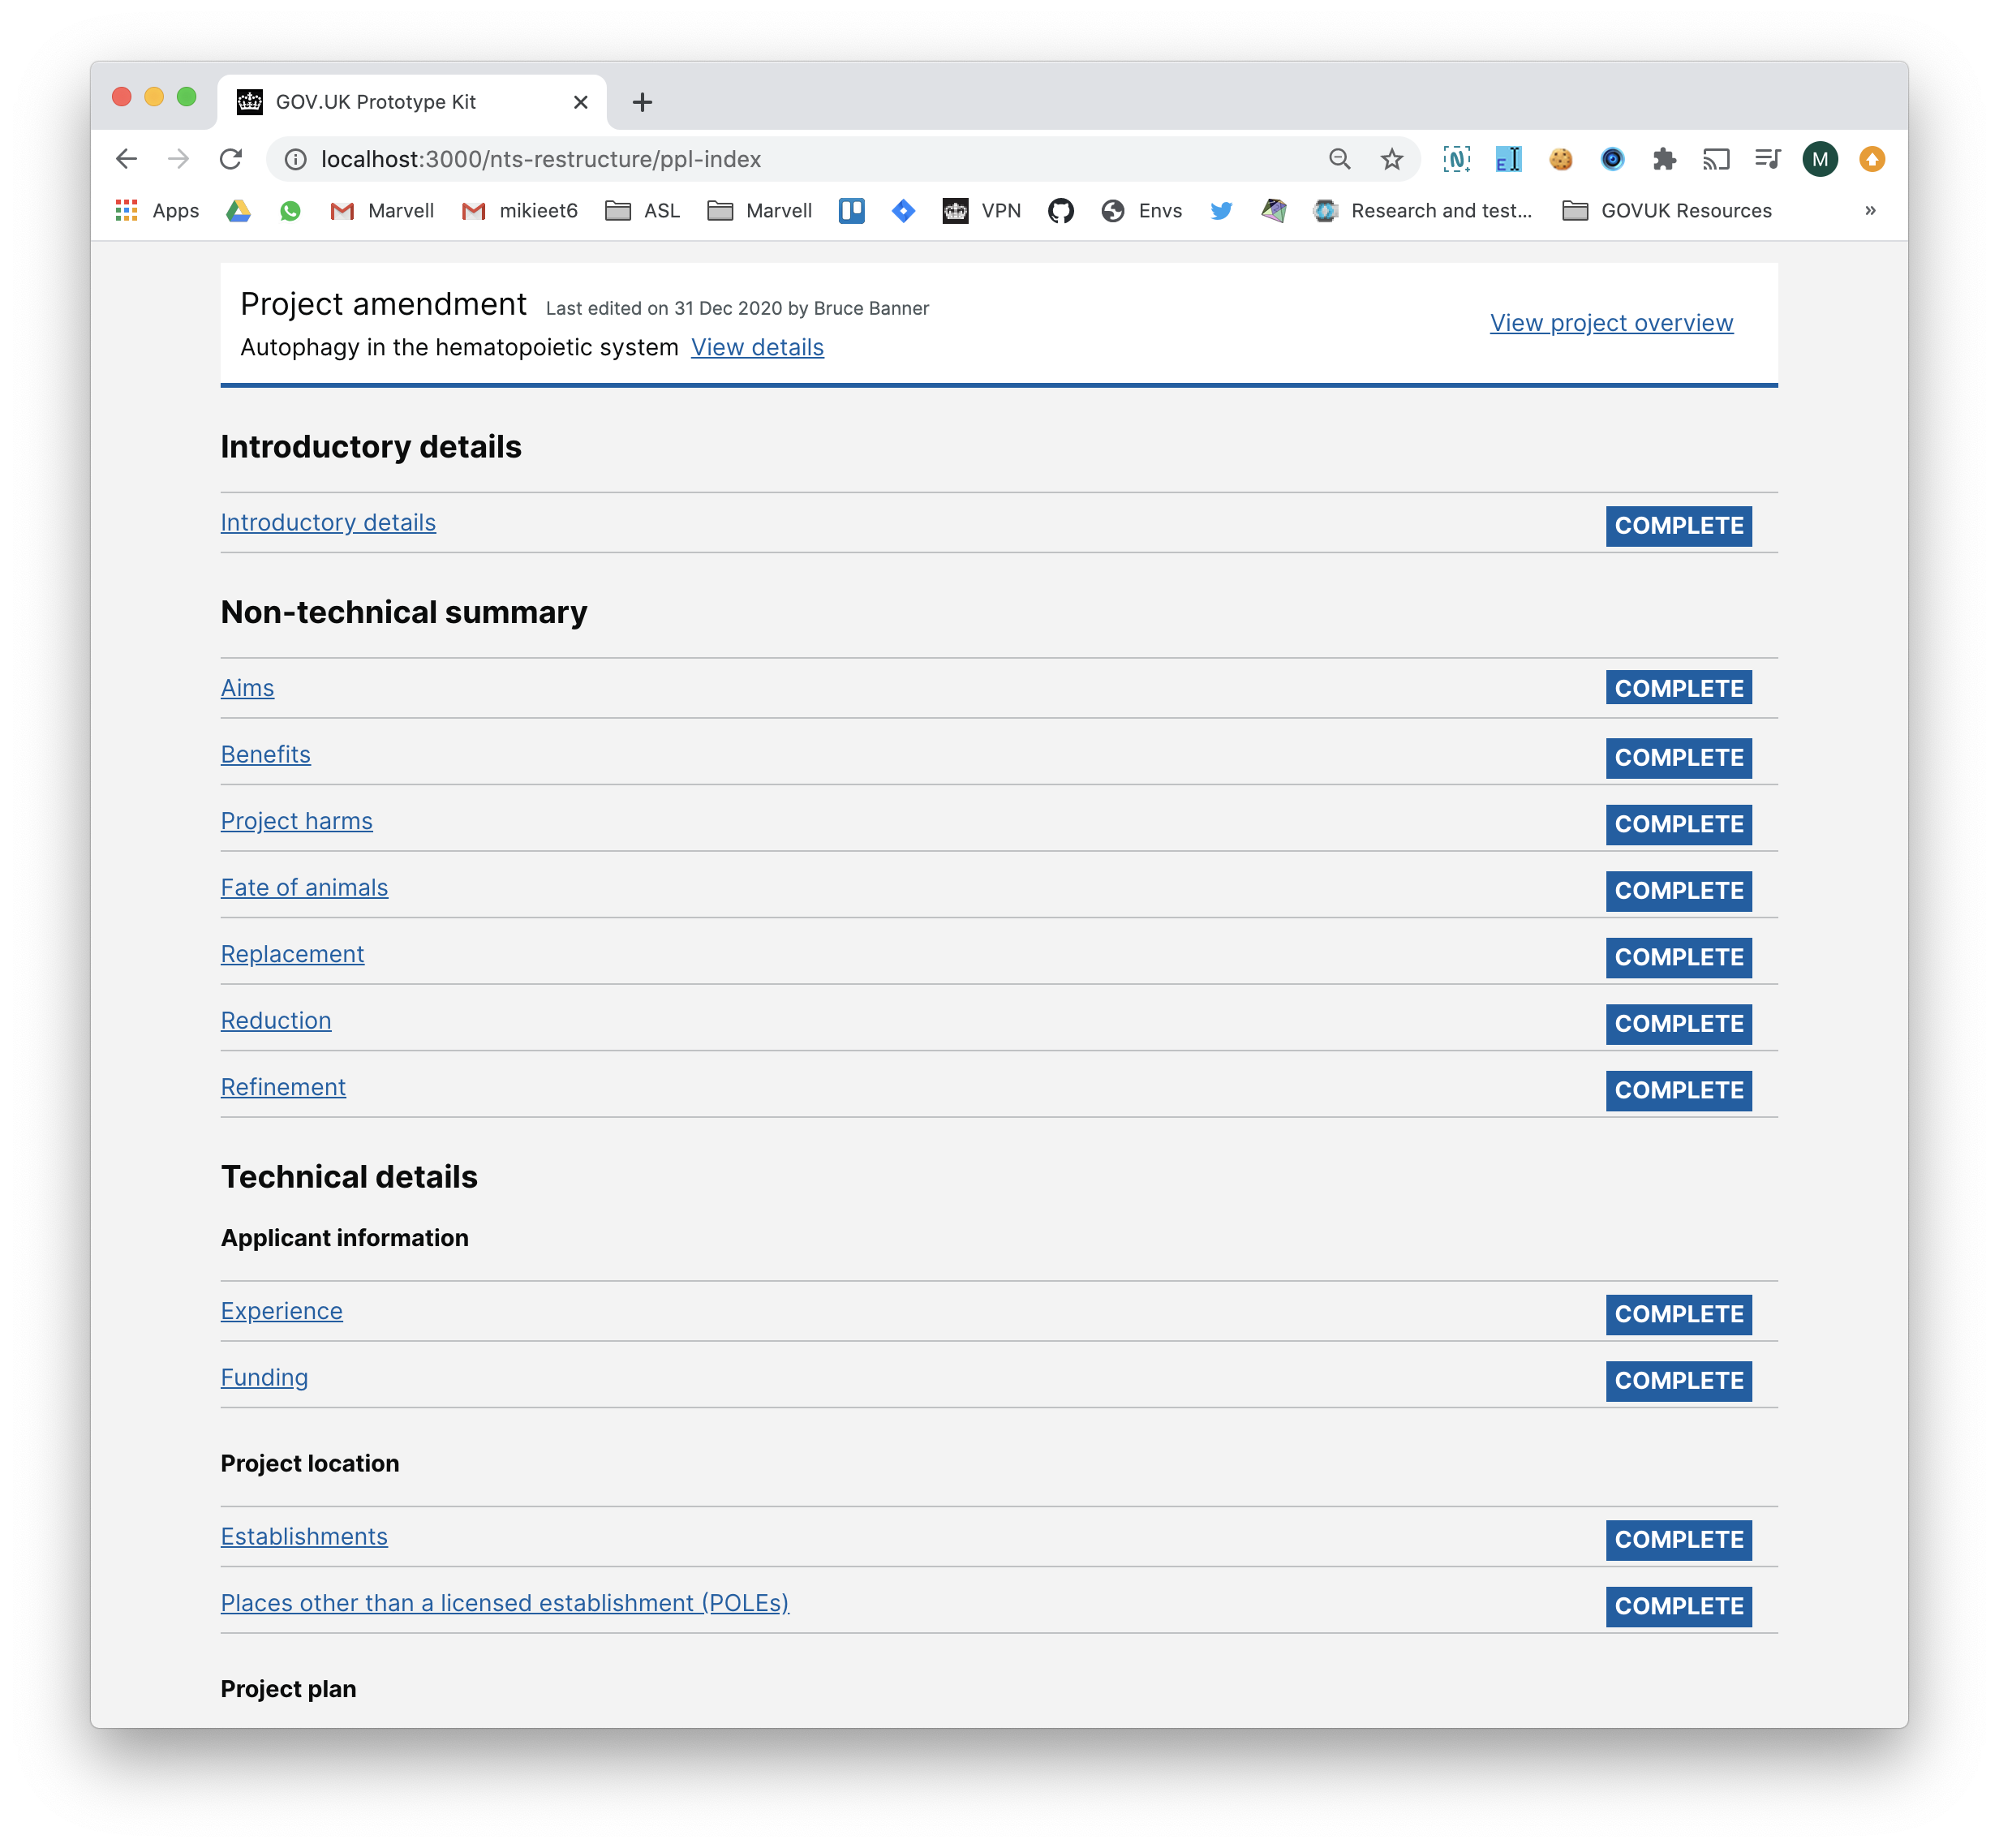 GOV.UK Prototype Kit
localhost:3000/nts-restructure/ppl-index
M
Apps Marvell mikieet6 ASL Marvell VPN Envs Research and test... GOVUK Resources »
Project amendment Last edited on 31 Dec 2020 by Bruce Banner
View project overview
Autophagy in the hematopoietic system View details
Introductory details
Introductory details COMPLETE
Non-technical summary
Aims COMPLETE
Benefits COMPLETE
Project harms COMPLETE
Fate of animals COMPLETE
Replacement COMPLETE
Reduction COMPLETE
Refinement COMPLETE
Technical details
Applicant information
Experience COMPLETE
Funding COMPLETE
Project location
Establishments COMPLETE
Places other than a licensed establishment (POLEs) COMPLETE
Project plan